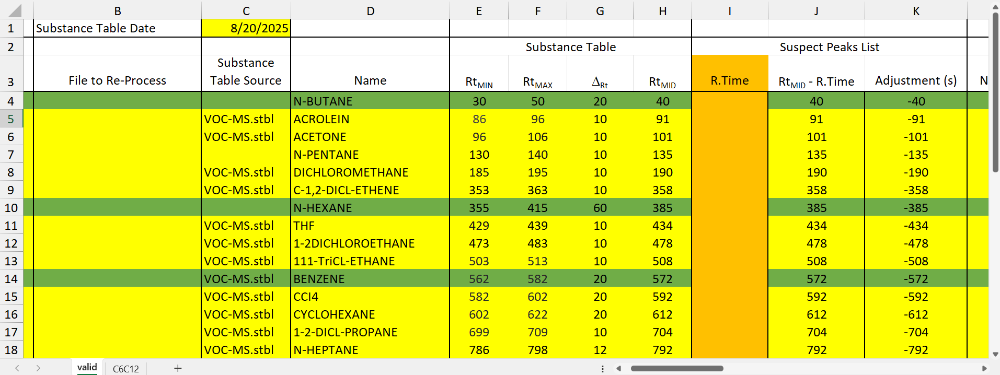 B C D E F G H I J K
1 Substance Table Date 8/20/2025
2 Substance Table Suspect Peaks List
3 File to Re-Process Substance Table Source Name RtMIN RtMAX ΔRt RtMID R.Time RtMID - R.Time Adjustment (s) N
4 N-BUTANE 30 50 20 40 40 -40
5 VOC-MS.stbl ACROLEIN 86 96 10 91 91 -91
6 VOC-MS.stbl ACETONE 96 106 10 101 101 -101
7 N-PENTANE 130 140 10 135 135 -135
8 VOC-MS.stbl DICHLOROMETHANE 185 195 10 190 190 -190
9 VOC-MS.stbl C-1,2-DICL-ETHENE 353 363 10 358 358 -358
10 N-HEXANE 355 415 60 385 385 -385
11 VOC-MS.stbl THF 429 439 10 434 434 -434
12 VOC-MS.stbl 1-2DICHLOROETHANE 473 483 10 478 478 -478
13 VOC-MS.stbl 111-TriCL-ETHANE 503 513 10 508 508 -508
14 VOC-MS.stbl BENZENE 562 582 20 572 572 -572
15 VOC-MS.stbl CCI4 582 602 20 592 592 -592
16 VOC-MS.stbl CYCLOHEXANE 602 622 20 612 612 -612
17 VOC-MS.stbl 1-2-DICL-PROPANE 699 709 10 704 704 -704
18 VOC-MS.stbl N-HEPTANE 786 798 12 792 792 -792
valid C6C12 +